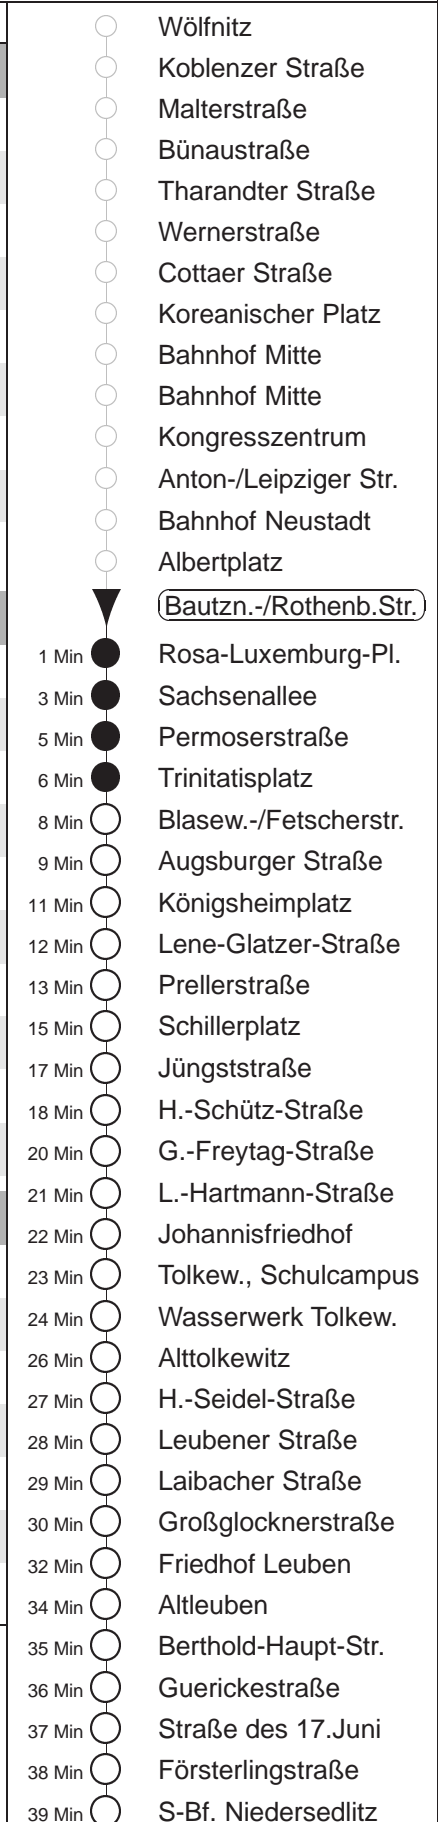 Wölfnitz
Koblenzer Straße
Malterstraße
Bünaustraße
Tharandter Straße
Wernerstraße
Cottaer Straße
Koreanischer Platz
Bahnhof Mitte
Bahnhof Mitte
Kongresszentrum
Anton-/Leipziger Str.
Bahnhof Neustadt
Albertplatz
Bautzn.-/Rothenb.Str.
1 Min Rosa-Luxemburg-Pl.
3 Min Sachsenallee
5 Min Permoserstraße
6 Min Trinitatisplatz
8 Min Blasew.-/Fetscherstr.
9 Min Augsburger Straße
11 Min Königsheimplatz
12 Min Lene-Glatzer-Straße
13 Min Prellerstraße
15 Min Schillerplatz
17 Min Jüngststraße
18 Min H.-Schütz-Straße
20 Min G.-Freytag-Straße
21 Min L.-Hartmann-Straße
22 Min Johannisfriedhof
23 Min Tolkew., Schulcampus
24 Min Wasserwerk Tolkew.
26 Min Alttolkewitz
27 Min H.-Seidel-Straße
28 Min Leubener Straße
29 Min Laibacher Straße
30 Min Großglocknerstraße
32 Min Friedhof Leuben
34 Min Altleuben
35 Min Berthold-Haupt-Str.
36 Min Guerickestraße
37 Min Straße des 17.Juni
38 Min Försterlingstraße
39 Min S-Bf. Niedersedlitz